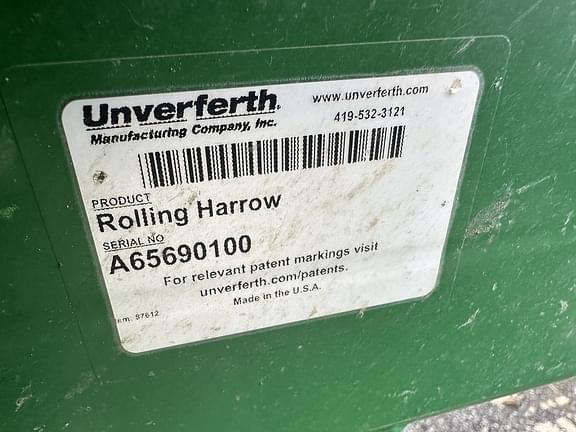 Unverferth
Manufacturing Company, Inc.
www.unverferth.com
419-532-3121
PRODUCT
Rolling Harrow
SERIAL NO
A65690100
For relevant patent markings visit
unverferth.com/patents.
Made in the U.S.A.
97612